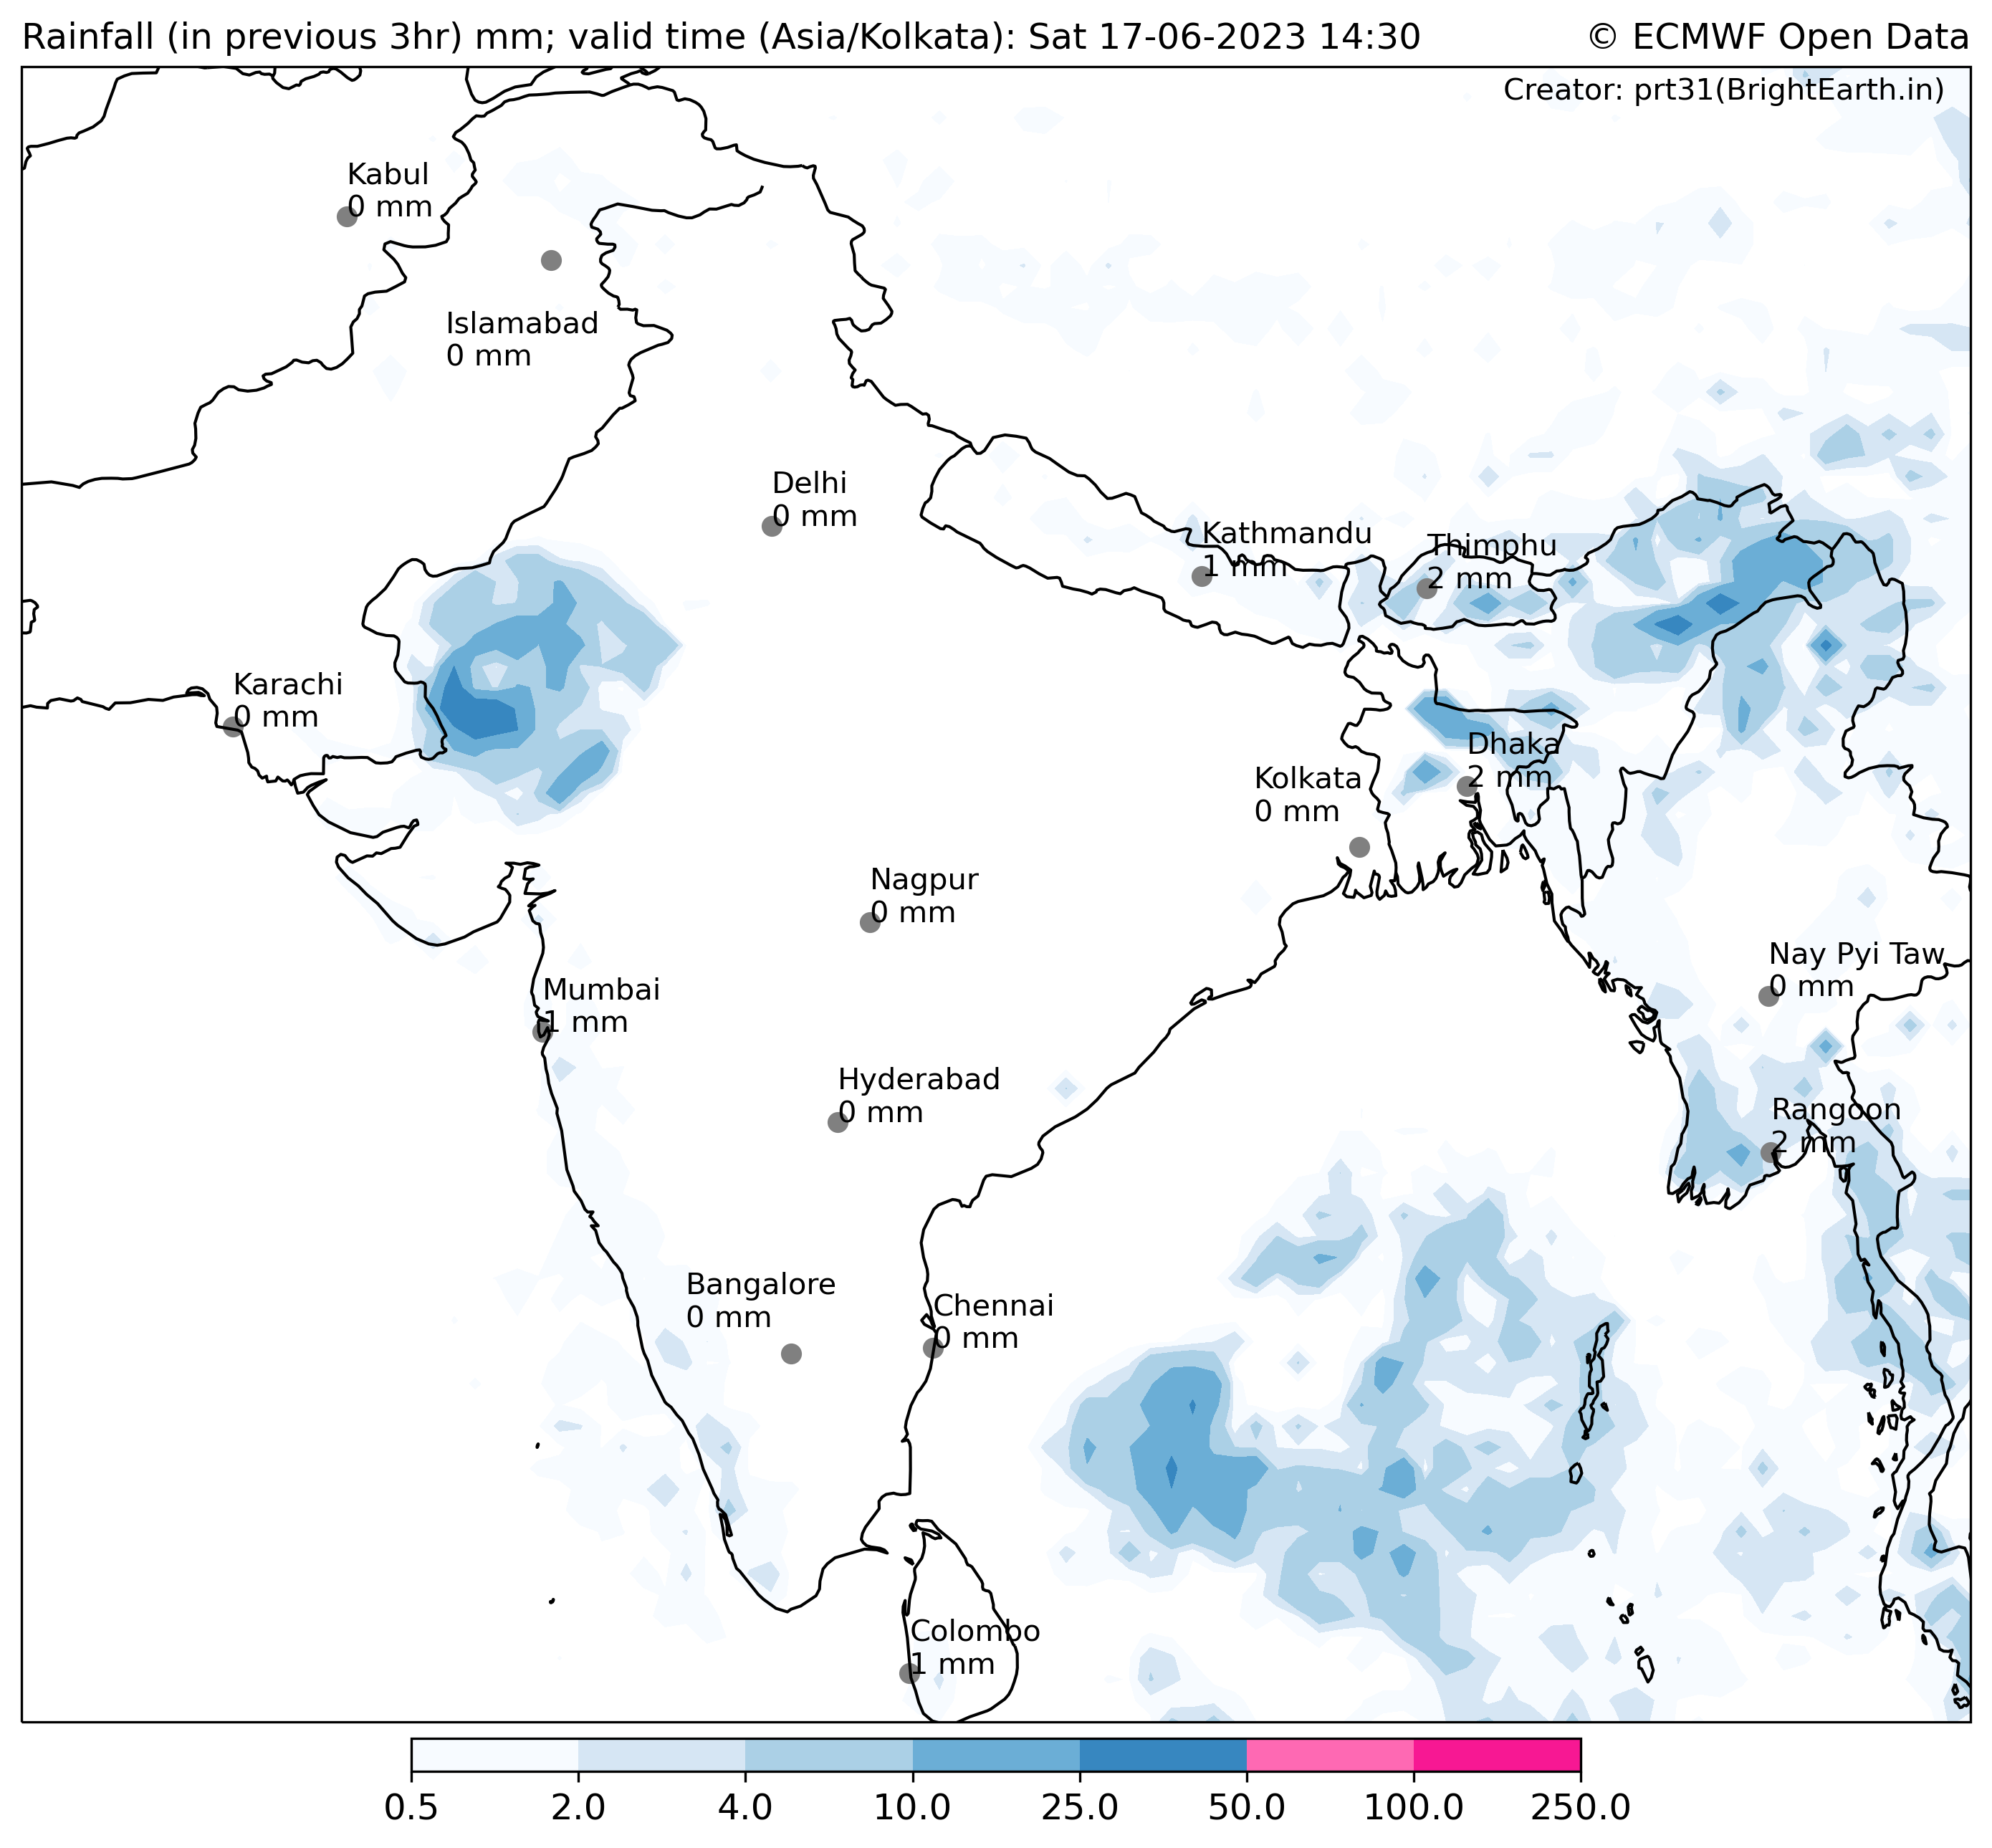 Rainfall (in previous 3hr) mm; valid time (Asia/Kolkata): Sat 17-06-2023 14:30
© ECMWF Open Data
Creator: prt31(BrightEarth.in)
Kabul
0 mm
Islamabad
0 mm
Delhi
0 mm
Kathmandu
1 mm
Thimphu
2 mm
Karachi
0 mm
Dhaka
2 mm
Kolkata
0 mm
Nagpur
0 mm
Nay Pyi Taw
0 mm
Mumbai
1 mm
Hyderabad
0 mm
Rangoon
2 mm
Bangalore
0 mm
Chennai
0 mm
Colombo
1 mm
0.5 2.0 4.0 10.0 25.0 50.0 100.0 250.0